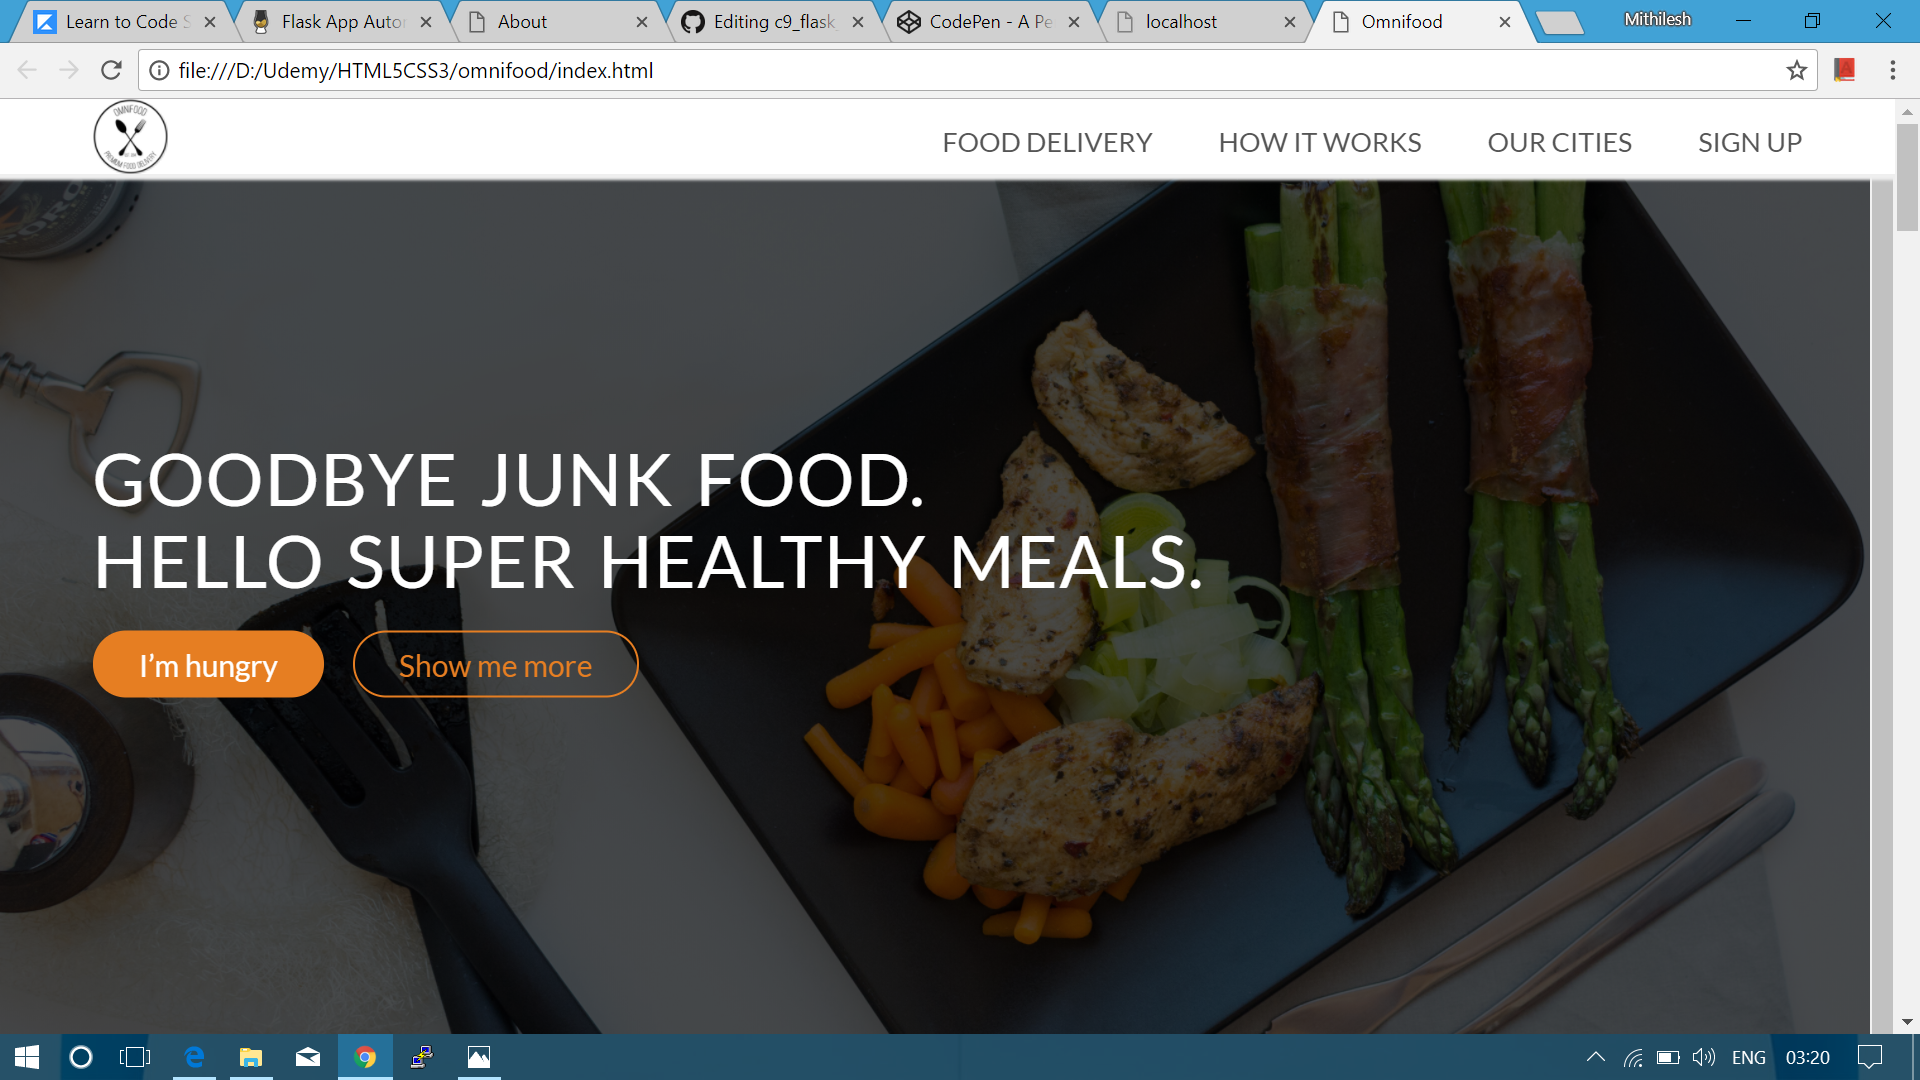 Learn to Code S
Flask App Autor
About
Editing c9_flask
CodePen - A Pe
localhost
Omnifood
Mithilesh
file:///D:/Udemy/HTML5CSS3/omnifood/index.html
OMNIFOOD
PREMIUM FOOD DELIVERY
FOOD DELIVERY
HOW IT WORKS
OUR CITIES
SIGN UP
GOODBYE JUNK FOOD.
HELLO SUPER HEALTHY MEALS.
I’m hungry
Show me more
ENG
03:20